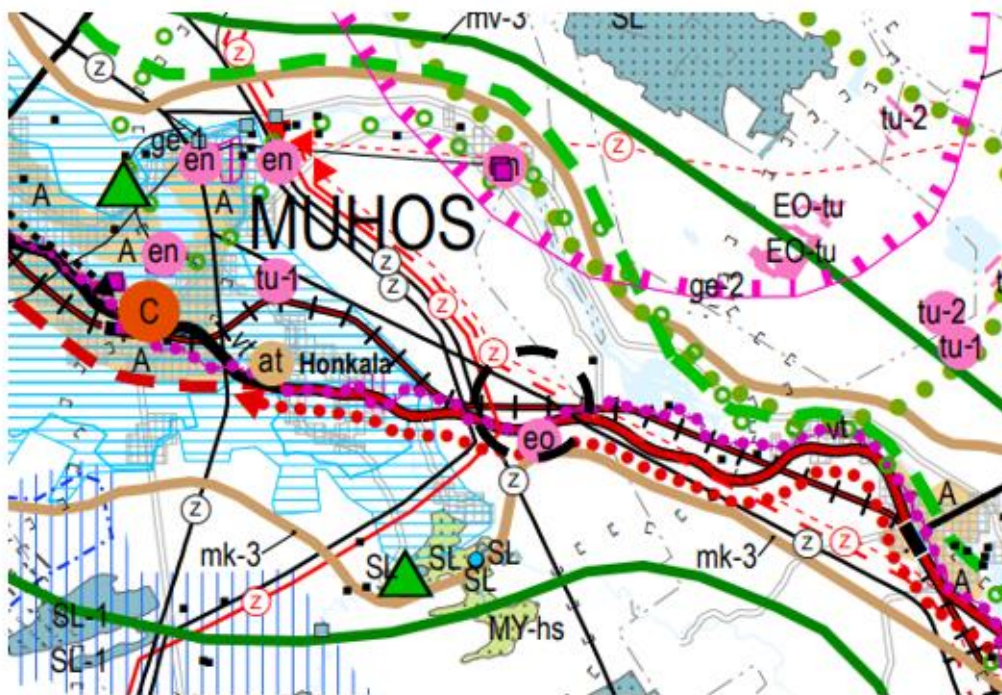 mv-3
SL
z
z
z
tu-2
ge-1
en
en
A
A
EO-tu
MUHOS
EO-tu
A
en
z
z
tu-1
ge-2
z
tu-2
C
tu-1
vt
z
A
at
Honkala
eo
vt
z
z
mk-3
mk-3
z
z
SL
SL
SL
A
z
SL-1
MY-hs
SL-1